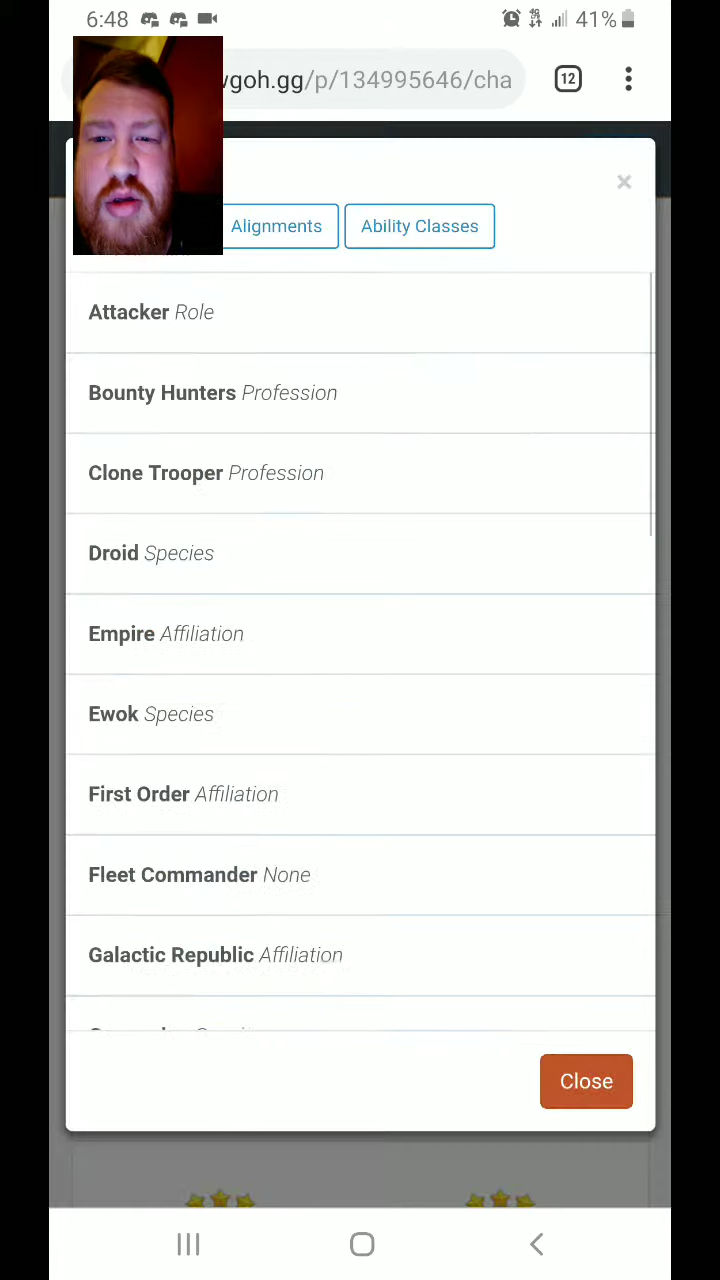 6:48 41%
wgoh.gg/p/134995646/cha 12
×
Alignments Ability Classes
Attacker Role
Bounty Hunters Profession
Clone Trooper Profession
Droid Species
Empire Affiliation
Ewok Species
First Order Affiliation
Fleet Commander None
Galactic Republic Affiliation
Close